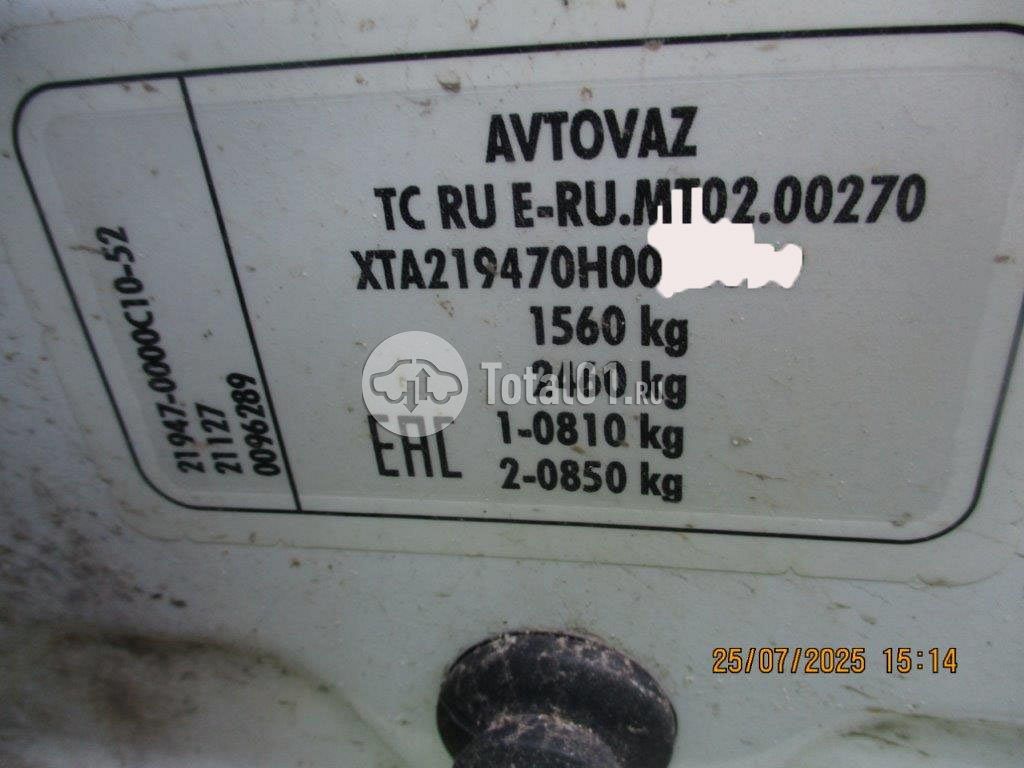 AVTOVAZ
TC RU E-RU.MT02.00270
XTA219470H00
1560 kg
2460 kg
1-0810 kg
2-0850 kg
EAC
21947-0000C10-52
21127
0096289
Total01.ru
25/07/2025 15:14